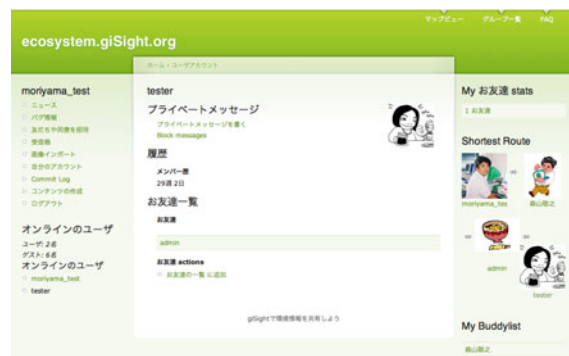 マップビュー グループ一覧 FAQ
ecosystem.giSight.org
ホーム › ユーザアカウント
moriyama_test
ニュース
バグ情報
友だちや同僚を招待
受信箱
画像インポート
自分のアカウント
Commit Log
コンテンツの作成
ログアウト
オンラインのユーザ
ユーザ: 2名
ゲスト: 6名
オンラインのユーザ
moriyama_test
tester
tester
プライベートメッセージ
プライベートメッセージを書く
Block messages
履歴
メンバー歴
29週 2日
お友達一覧
お友達
admin
お友達 actions
お友達の一覧 に追加
giSightで環境情報を共有しよう
My お友達 stats
1 お友達
Shortest Route
moriyama_tes
森山聡之
admin
tester
My Buddylist
森山聡之